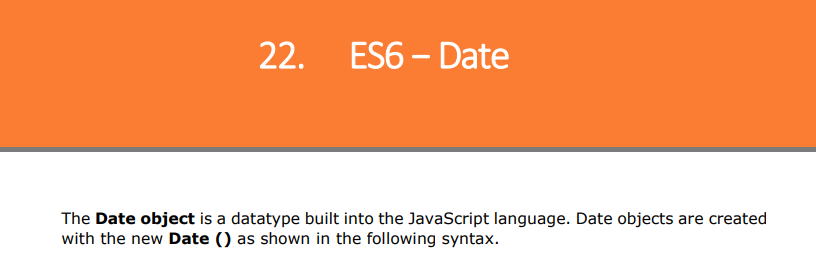 22. ES6 – Date
The Date object is a datatype built into the JavaScript language. Date objects are created
with the new Date () as shown in the following syntax.